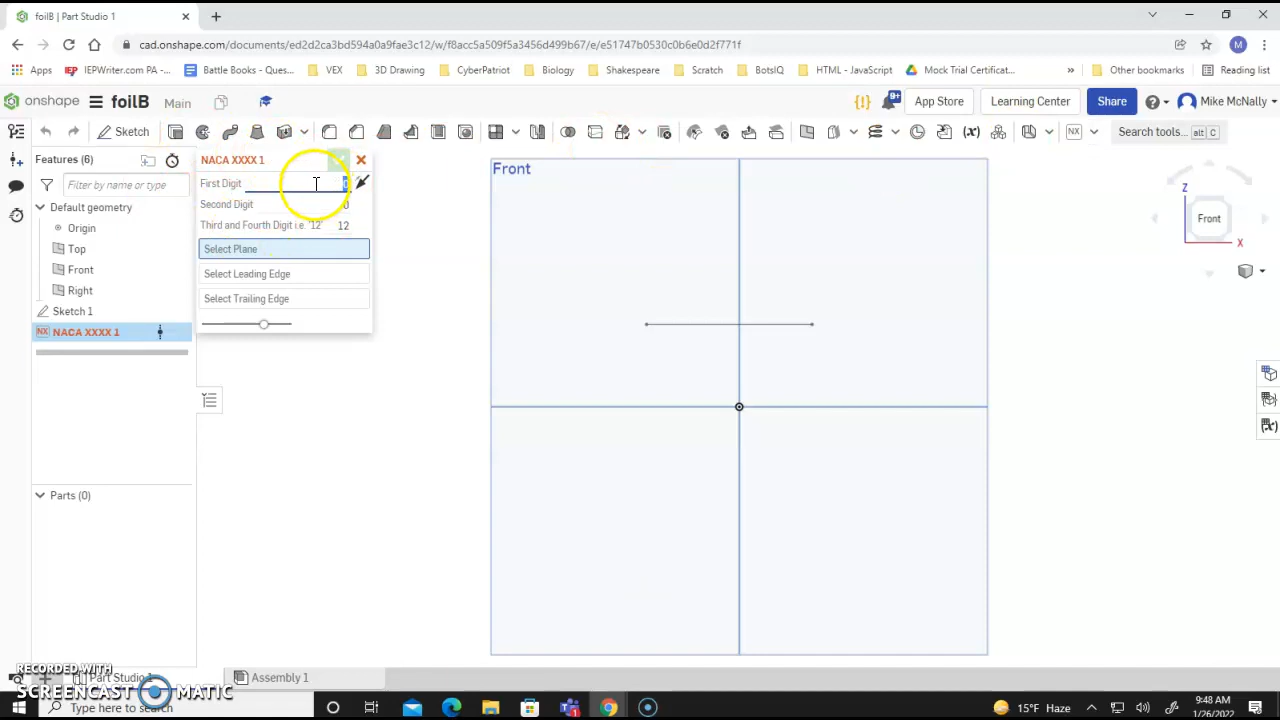 foilB | Part Studio 1
cad.onshape.com/documents/ed2d2ca3bd594a0a9fae3c12/w/f8acc5a509f5a3456d499b67/e/e51747b0530c0b6e0d2f771f
M
Apps
IEP IEPWriter.com PA -...
Battle Books - Ques...
VEX
3D Drawing
CyberPatriot
Biology
Shakespeare
Scratch
BotsIQ
HTML - JavaScript
Mock Trial Certificat...
»
Other bookmarks
Reading list
onshape
foilB
Main
9+
App Store
Learning Center
Share
Mike McNally
Sketch
(x)
NX
Search tools...
alt C
Features (6)
Filter by name or type
Default geometry
Origin
Top
Front
Right
Sketch 1
NX NACA XXXX 1
Parts (0)
NACA XXXX 1
First Digit
Second Digit 0
Third and Fourth Digit i.e. '12' 12
Select Plane
Select Leading Edge
Select Trailing Edge
Front
Z
Front
X
(x)
Part Studio 1
Assembly 1
RECORDED WITH
SCREENCAST MATIC
Type here to search
15°F Haze
9:48 AM
1/26/2022